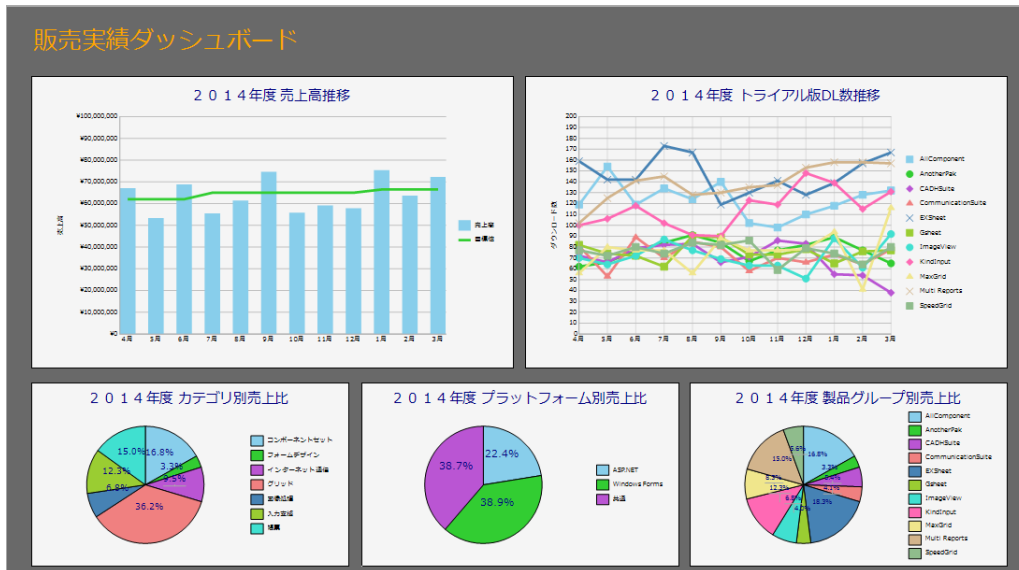 販売実績ダッシュボード
２０１４年度 売上高推移
¥100,000,000
¥90,000,000
¥80,000,000
¥70,000,000
¥60,000,000
¥50,000,000
¥40,000,000
¥30,000,000
¥20,000,000
¥10,000,000
¥0
売上高
4月 5月 6月 7月 8月 9月 10月 11月 12月 1月 2月 3月
売上高
目標値
２０１４年度 トライアル版DL数推移
200
190
180
170
160
150
140
130
120
110
100
90
80
70
60
50
40
30
20
10
0
ダウンロード数
4月 5月 6月 7月 8月 9月 10月 11月 12月 1月 2月 3月
AllComponent
AnotherPak
CADHSuite
CommunicationSuite
EXSheet
Gsheet
ImageView
KindInput
MaxGrid
Multi Reports
SpeedGrid
２０１４年度 カテゴリ別売上比
16.8%
3.3%
9.5%
36.2%
6.8%
12.3%
15.0%
コンポーネントセット
フォームデザイン
インターネット通信
グリッド
画像処理
入力支援
帳票
２０１４年度 プラットフォーム別売上比
22.4%
38.9%
38.7%
ASP.NET
Windows Forms
共通
２０１４年度 製品グループ別売上比
16.8%
3.3%
5.4%
4.1%
18.3%
4.0%
6.8%
12.3%
15.0%
AllComponent
AnotherPak
CADHSuite
CommunicationSuite
EXSheet
Gsheet
ImageView
KindInput
MaxGrid
Multi Reports
SpeedGrid